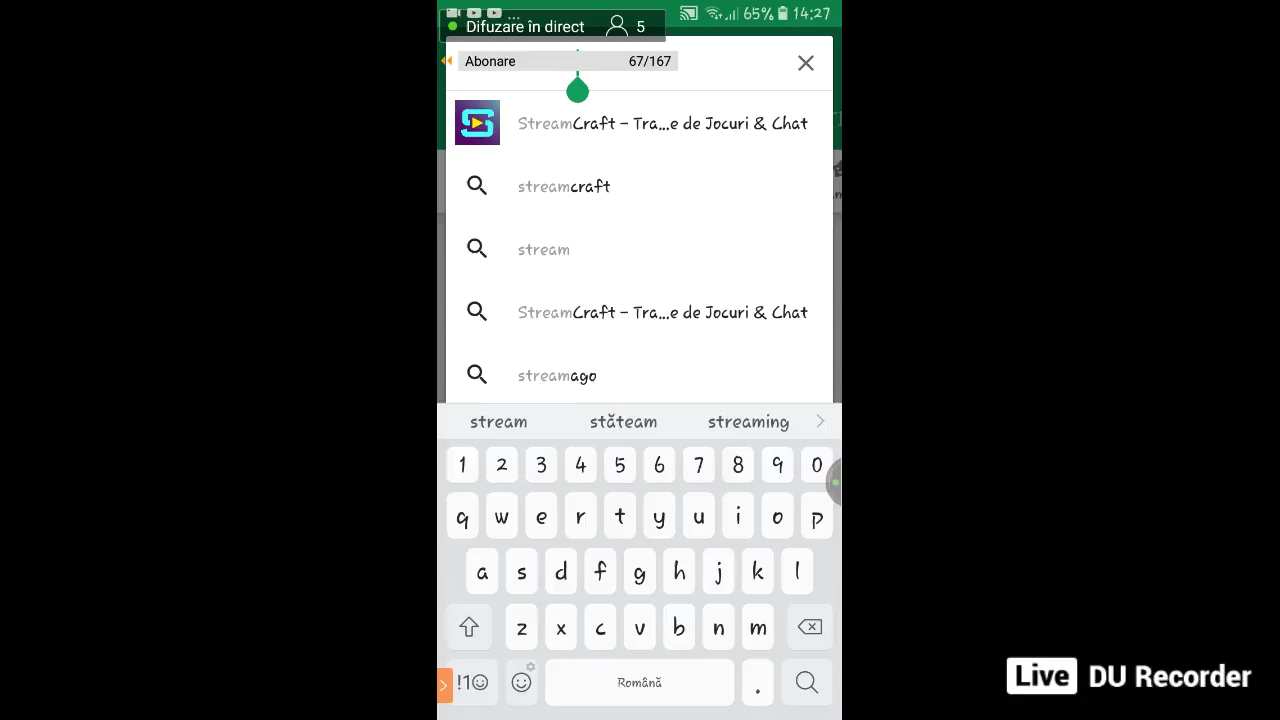 ... 65% 14:27
Difuzare în direct 5
Abonare 67/167
StreamCraft – Tra...e de Jocuri & Chat
streamcraft
stream
StreamCraft – Tra...e de Jocuri & Chat
streamago
stream stăteam streaming
1 2 3 4 5 6 7 8 9 0
q w e r t y u i o p
a s d f g h j k l
z x c v b n m
!1☺ Română .
Live DU Recorder